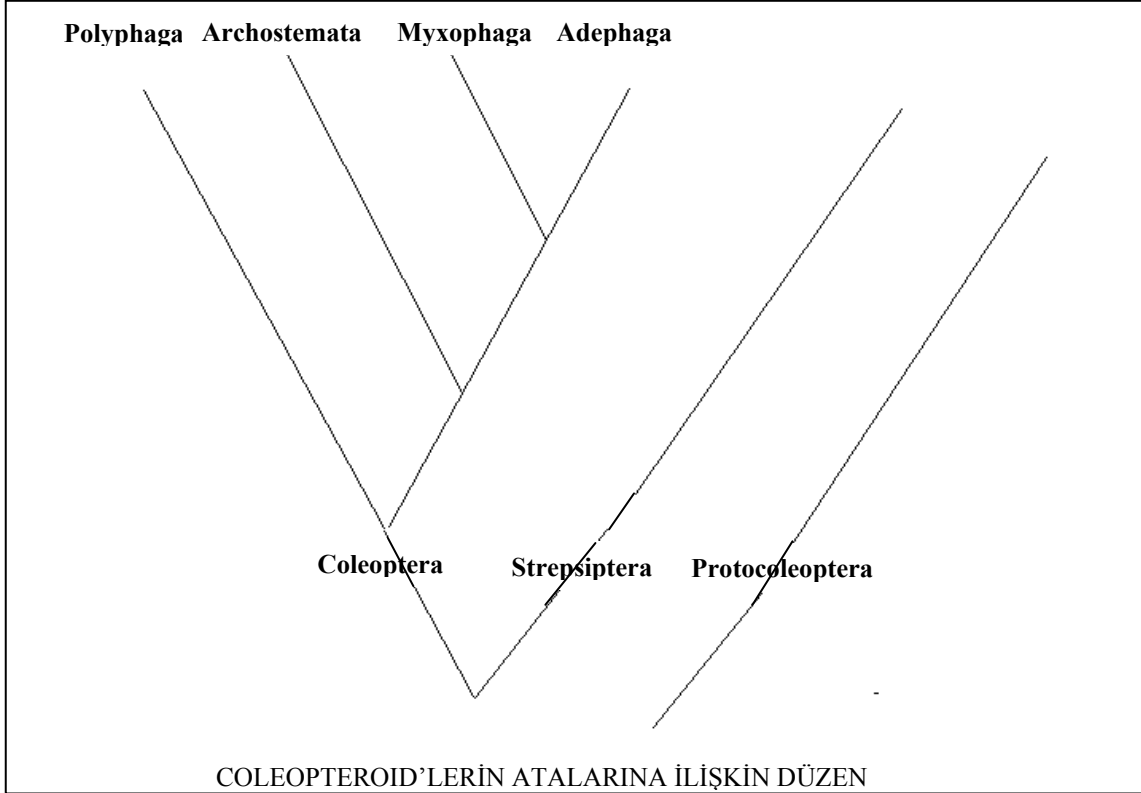 Polyphaga Archostemata Myxophaga Adephaga
Coleoptera Strepsiptera Protocoleoptera
COLEOPTEROID’LERİN ATALARINA İLİŞKİN DÜZEN